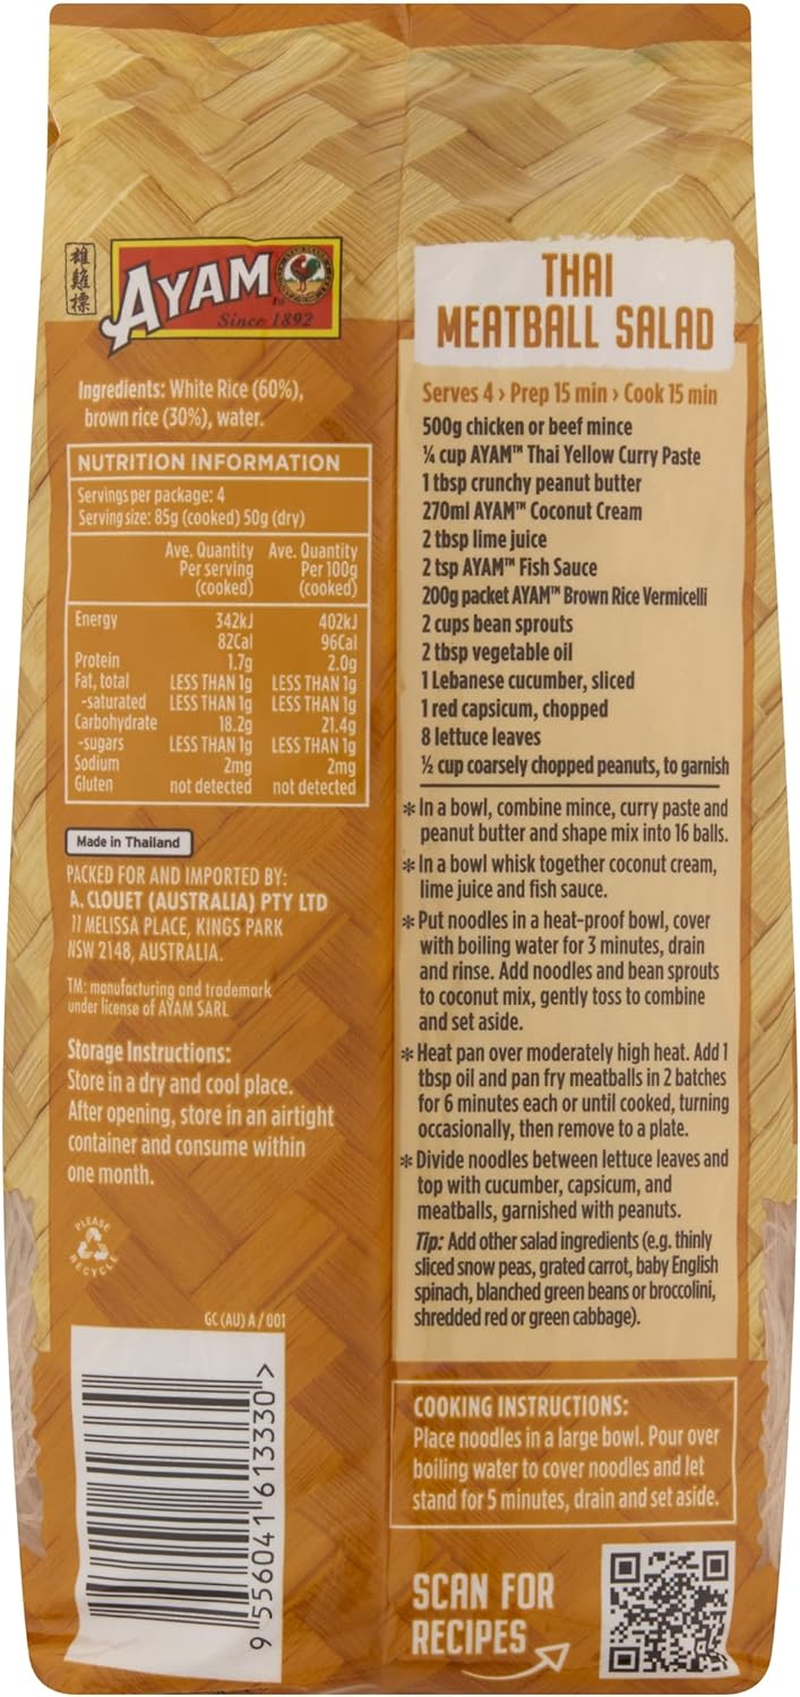 雄雞標
AYAM
TM
Since 1892
Ingredients: White Rice (60%),
brown rice (30%), water.
NUTRITION INFORMATION
Servings per package: 4
Serving size: 85g (cooked) 50g (dry)
Ave. Quantity Ave. Quantity
Per serving Per 100g
(cooked) (cooked)
Energy 342kJ 402kJ
82Cal 96Cal
Protein 1.7g 2.0g
Fat, total LESS THAN 1g LESS THAN 1g
-saturated LESS THAN 1g LESS THAN 1g
Carbohydrate 18.2g 21.4g
-sugars LESS THAN 1g LESS THAN 1g
Sodium 2mg 2mg
Gluten not detected not detected
Made in Thailand
PACKED FOR AND IMPORTED BY:
A. CLOUET (AUSTRALIA) PTY LTD
11 MELISSA PLACE, KINGS PARK
NSW 2148, AUSTRALIA.
TM: manufacturing and trademark
under license of AYAM SARL
Storage Instructions:
Store in a dry and cool place.
After opening, store in an airtight
container and consume within
one month.
PLEASE
RECYCLE
GC (AU) A / 001
9 556041 613330 >
THAI
MEATBALL SALAD
Serves 4 › Prep 15 min › Cook 15 min
500g chicken or beef mince
¼ cup AYAM™ Thai Yellow Curry Paste
1 tbsp crunchy peanut butter
270ml AYAM™ Coconut Cream
2 tbsp lime juice
2 tsp AYAM™ Fish Sauce
200g packet AYAM™ Brown Rice Vermicelli
2 cups bean sprouts
2 tbsp vegetable oil
1 Lebanese cucumber, sliced
1 red capsicum, chopped
8 lettuce leaves
½ cup coarsely chopped peanuts, to garnish
* In a bowl, combine mince, curry paste and
peanut butter and shape mix into 16 balls.
* In a bowl whisk together coconut cream,
lime juice and fish sauce.
* Put noodles in a heat-proof bowl, cover
with boiling water for 3 minutes, drain
and rinse. Add noodles and bean sprouts
to coconut mix, gently toss to combine
and set aside.
* Heat pan over moderately high heat. Add 1
tbsp oil and pan fry meatballs in 2 batches
for 6 minutes each or until cooked, turning
occasionally, then remove to a plate.
* Divide noodles between lettuce leaves and
top with cucumber, capsicum, and
meatballs, garnished with peanuts.
Tip: Add other salad ingredients (e.g. thinly
sliced snow peas, grated carrot, baby English
spinach, blanched green beans or broccolini,
shredded red or green cabbage).
COOKING INSTRUCTIONS:
Place noodles in a large bowl. Pour over
boiling water to cover noodles and let
stand for 5 minutes, drain and set aside.
SCAN FOR
RECIPES